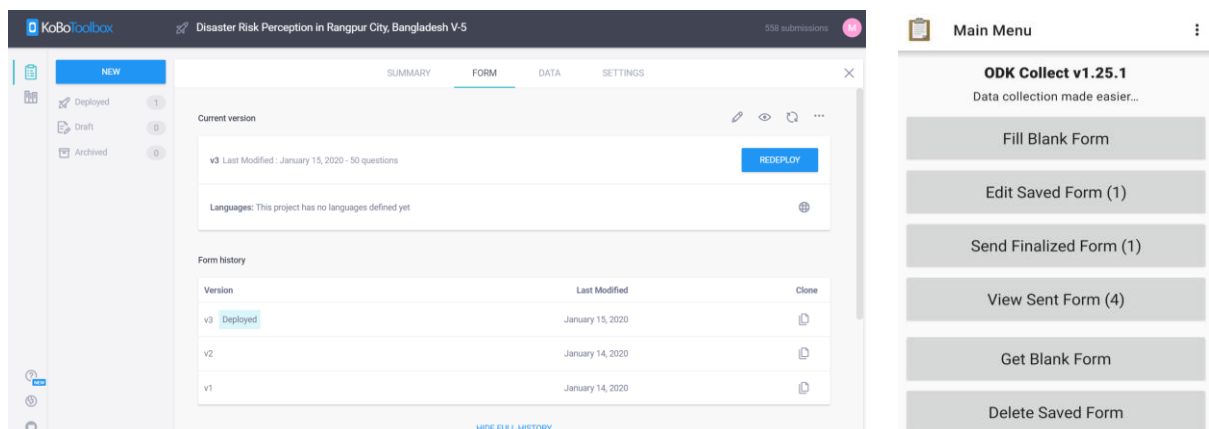 KoBoToolbox
Disaster Risk Perception in Rangpur City, Bangladesh V-5
558 submissions
M
NEW
Deployed 1
Draft 0
Archived 0
NEW
SUMMARY FORM DATA SETTINGS
Current version
v3 Last Modified : January 15, 2020 - 50 questions
REDEPLOY
Languages: This project has no languages defined yet
Form history
Version Last Modified Clone
v3 Deployed January 15, 2020
v2 January 14, 2020
v1 January 14, 2020
HIDE FULL HISTORY
Main Menu
ODK Collect v1.25.1
Data collection made easier...
Fill Blank Form
Edit Saved Form (1)
Send Finalized Form (1)
View Sent Form (4)
Get Blank Form
Delete Saved Form